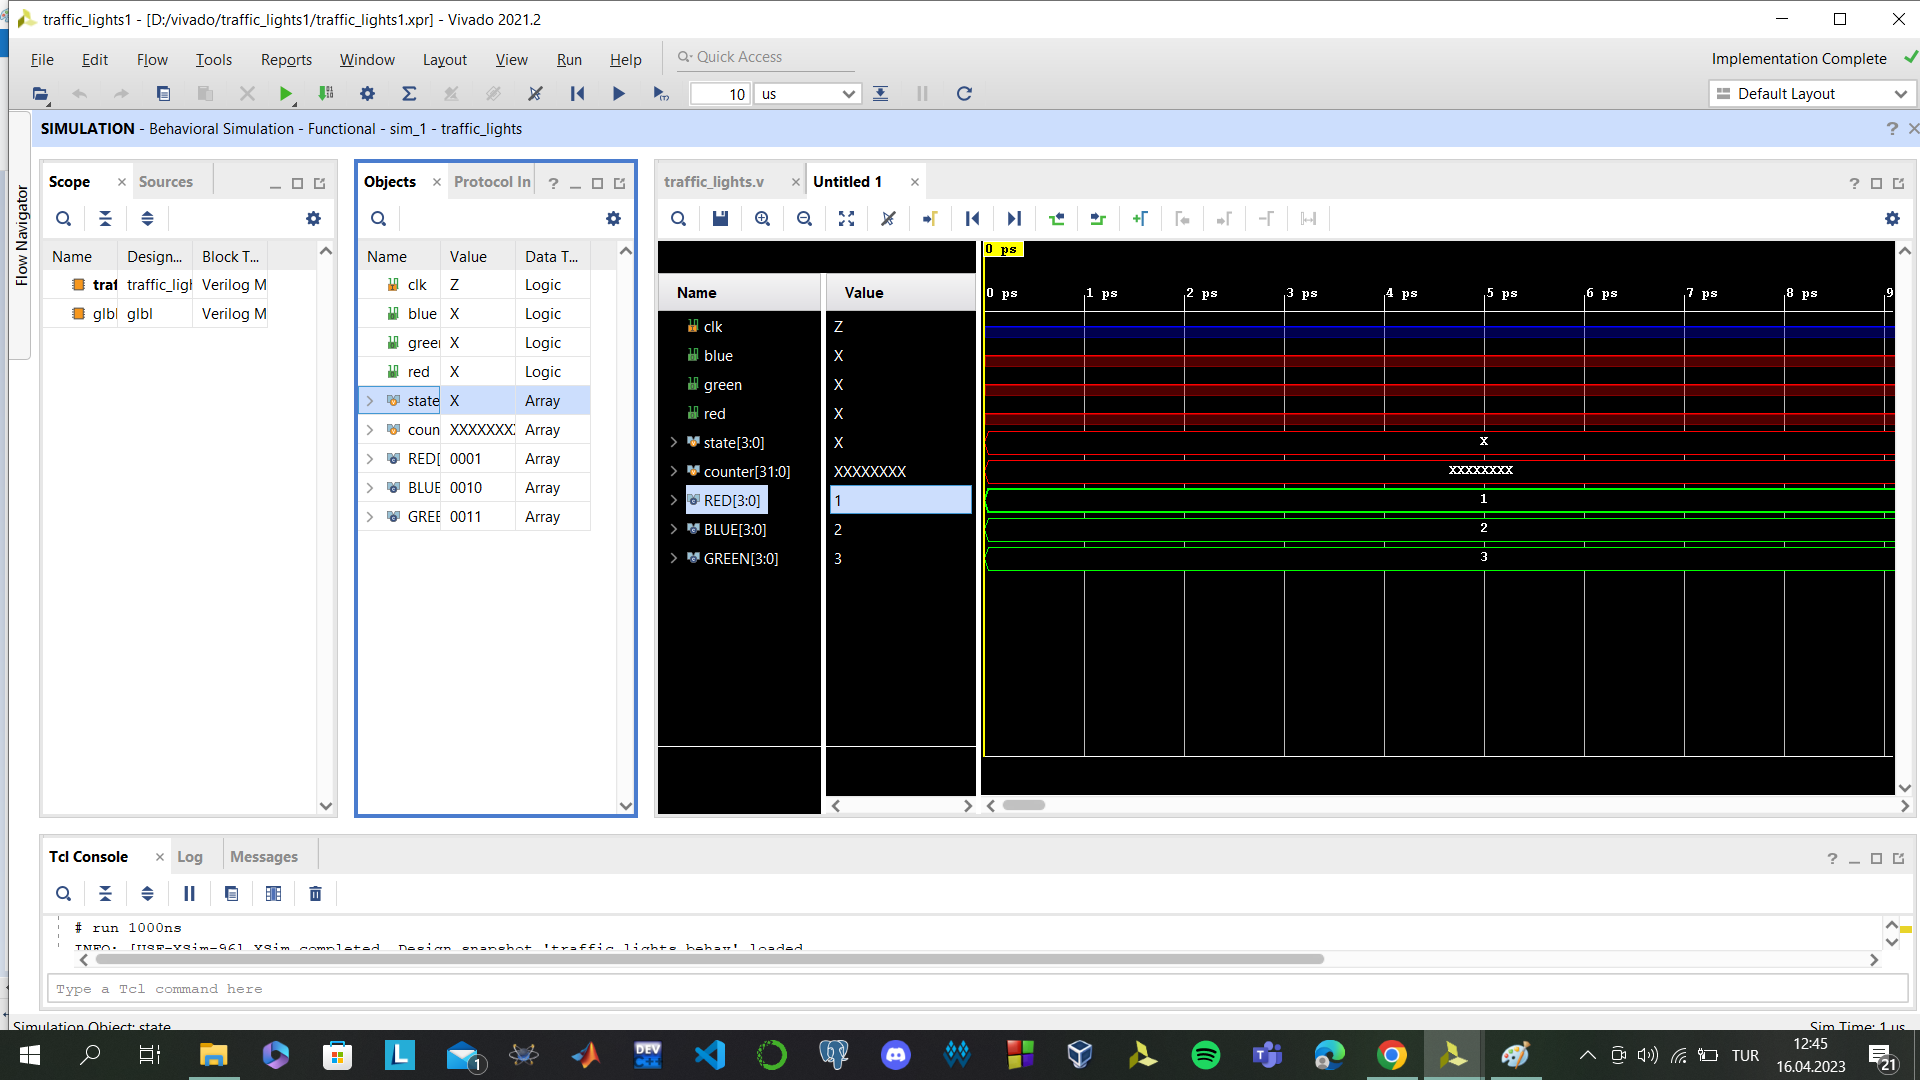 traffic_lights1 - [D:/vivado/traffic_lights1/traffic_lights1.xpr] - Vivado 2021.2
File Edit Flow Tools Reports Window Layout View Run Help Quick Access
Implementation Complete
10 us
Default Layout
SIMULATION - Behavioral Simulation - Functional - sim_1 - traffic_lights
?
Flow Navigator
Scope Sources
Name Design... Block T...
traf traffic_ligh Verilog M
glbl glbl Verilog M
Objects Protocol In ?
Name Value Data T...
clk Z Logic
blue X Logic
green X Logic
red X Logic
state X Array
coun XXXXXXXX Array
RED[ 0001 Array
BLUE 0010 Array
GREE 0011 Array
traffic_lights.v Untitled 1 ?
0 ps
Name Value
0 ps 1 ps 2 ps 3 ps 4 ps 5 ps 6 ps 7 ps 8 ps 9
clk Z
blue X
green X
red X
state[3:0] X X
counter[31:0] XXXXXXXX XXXXXXXX
RED[3:0] 1 1
BLUE[3:0] 2 2
GREEN[3:0] 3 3
Tcl Console Log Messages ?
# run 1000ns
INFO: [USF-XSim-96] XSim completed. Design snapshot 'traffic_lights_behav' loaded.
Type a Tcl command here
Simulation Object: state
Sim Time: 1 us
L
1
DEV
TUR
12:45
16.04.2023
21